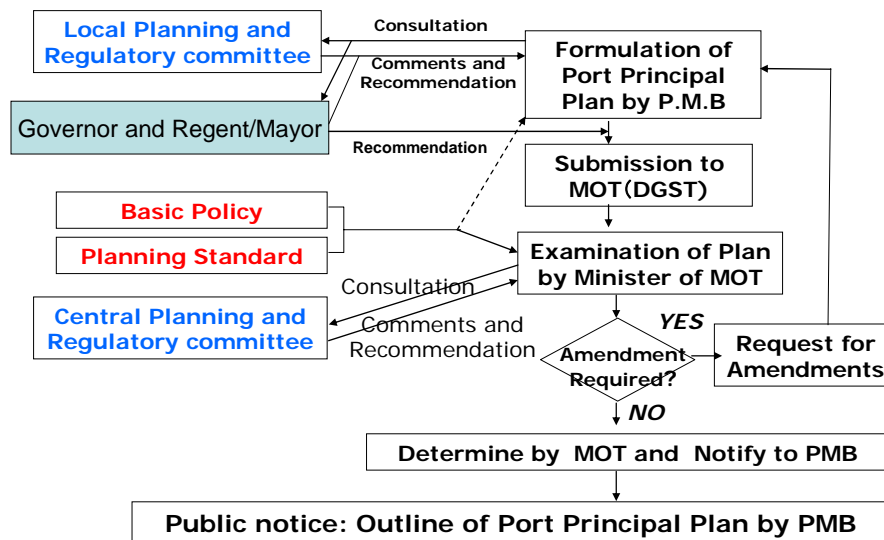 Local Planning and
Regulatory committee
Consultation
Comments and
Recommendation
Formulation of
Port Principal
Plan by P.M.B
Governor and Regent/Mayor
Recommendation
Submission to
MOT(DGST)
Basic Policy
Planning Standard
Examination of Plan
by Minister of MOT
Consultation
Central Planning and
Regulatory committee
Comments and
Recommendation
Amendment
Required?
YES
Request for
Amendments
NO
Determine by MOT and Notify to PMB
Public notice: Outline of Port Principal Plan by PMB